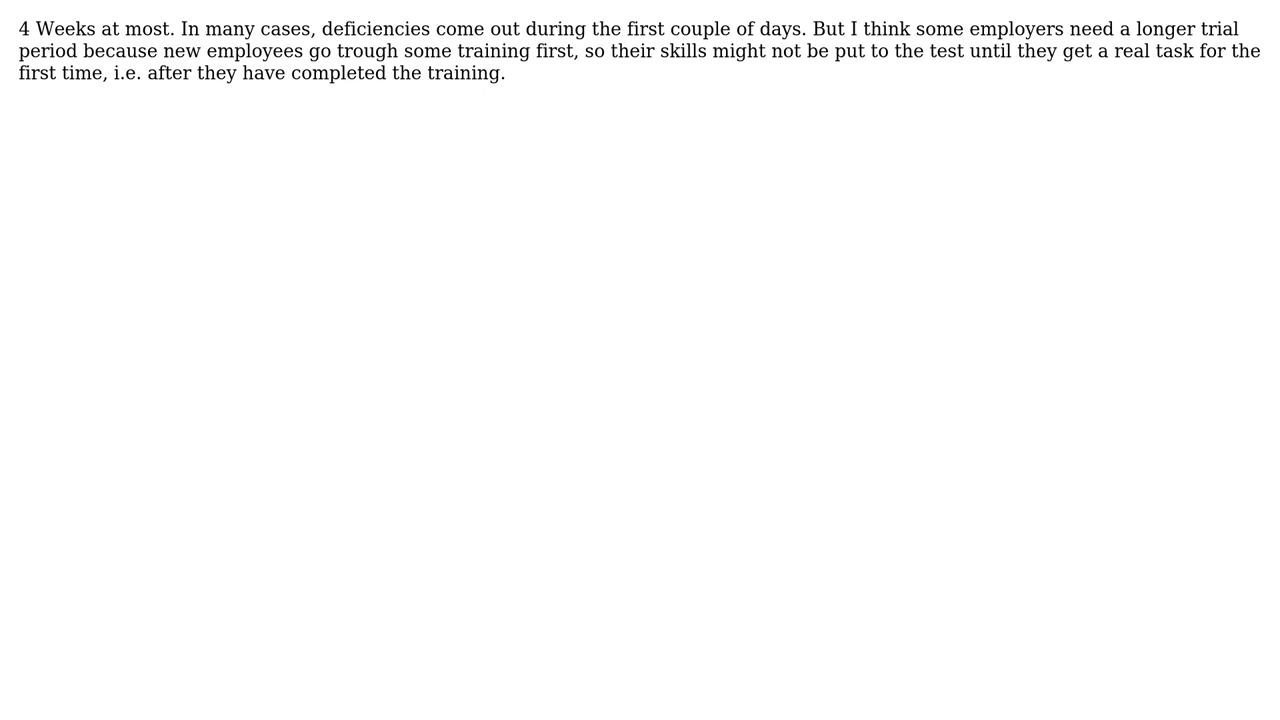 4 Weeks at most. In many cases, deficiencies come out during the first couple of days. But I think some employers need a longer trial
period because new employees go trough some training first, so their skills might not be put to the test until they get a real task for the
first time, i.e. after they have completed the training.